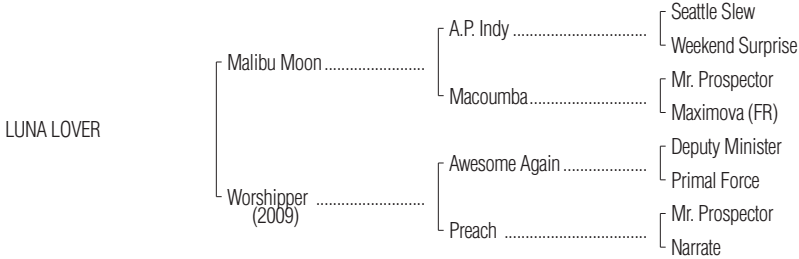 Seattle Slew
A.P. Indy ................................
Weekend Surprise
Malibu Moon ........................
Mr. Prospector
Macoumba............................
Maximova (FR)
LUNA LOVER
Deputy Minister
Awesome Again ....................
Primal Force
Worshipper ..........................
(2009)
Mr. Prospector
Preach ..................................
Narrate